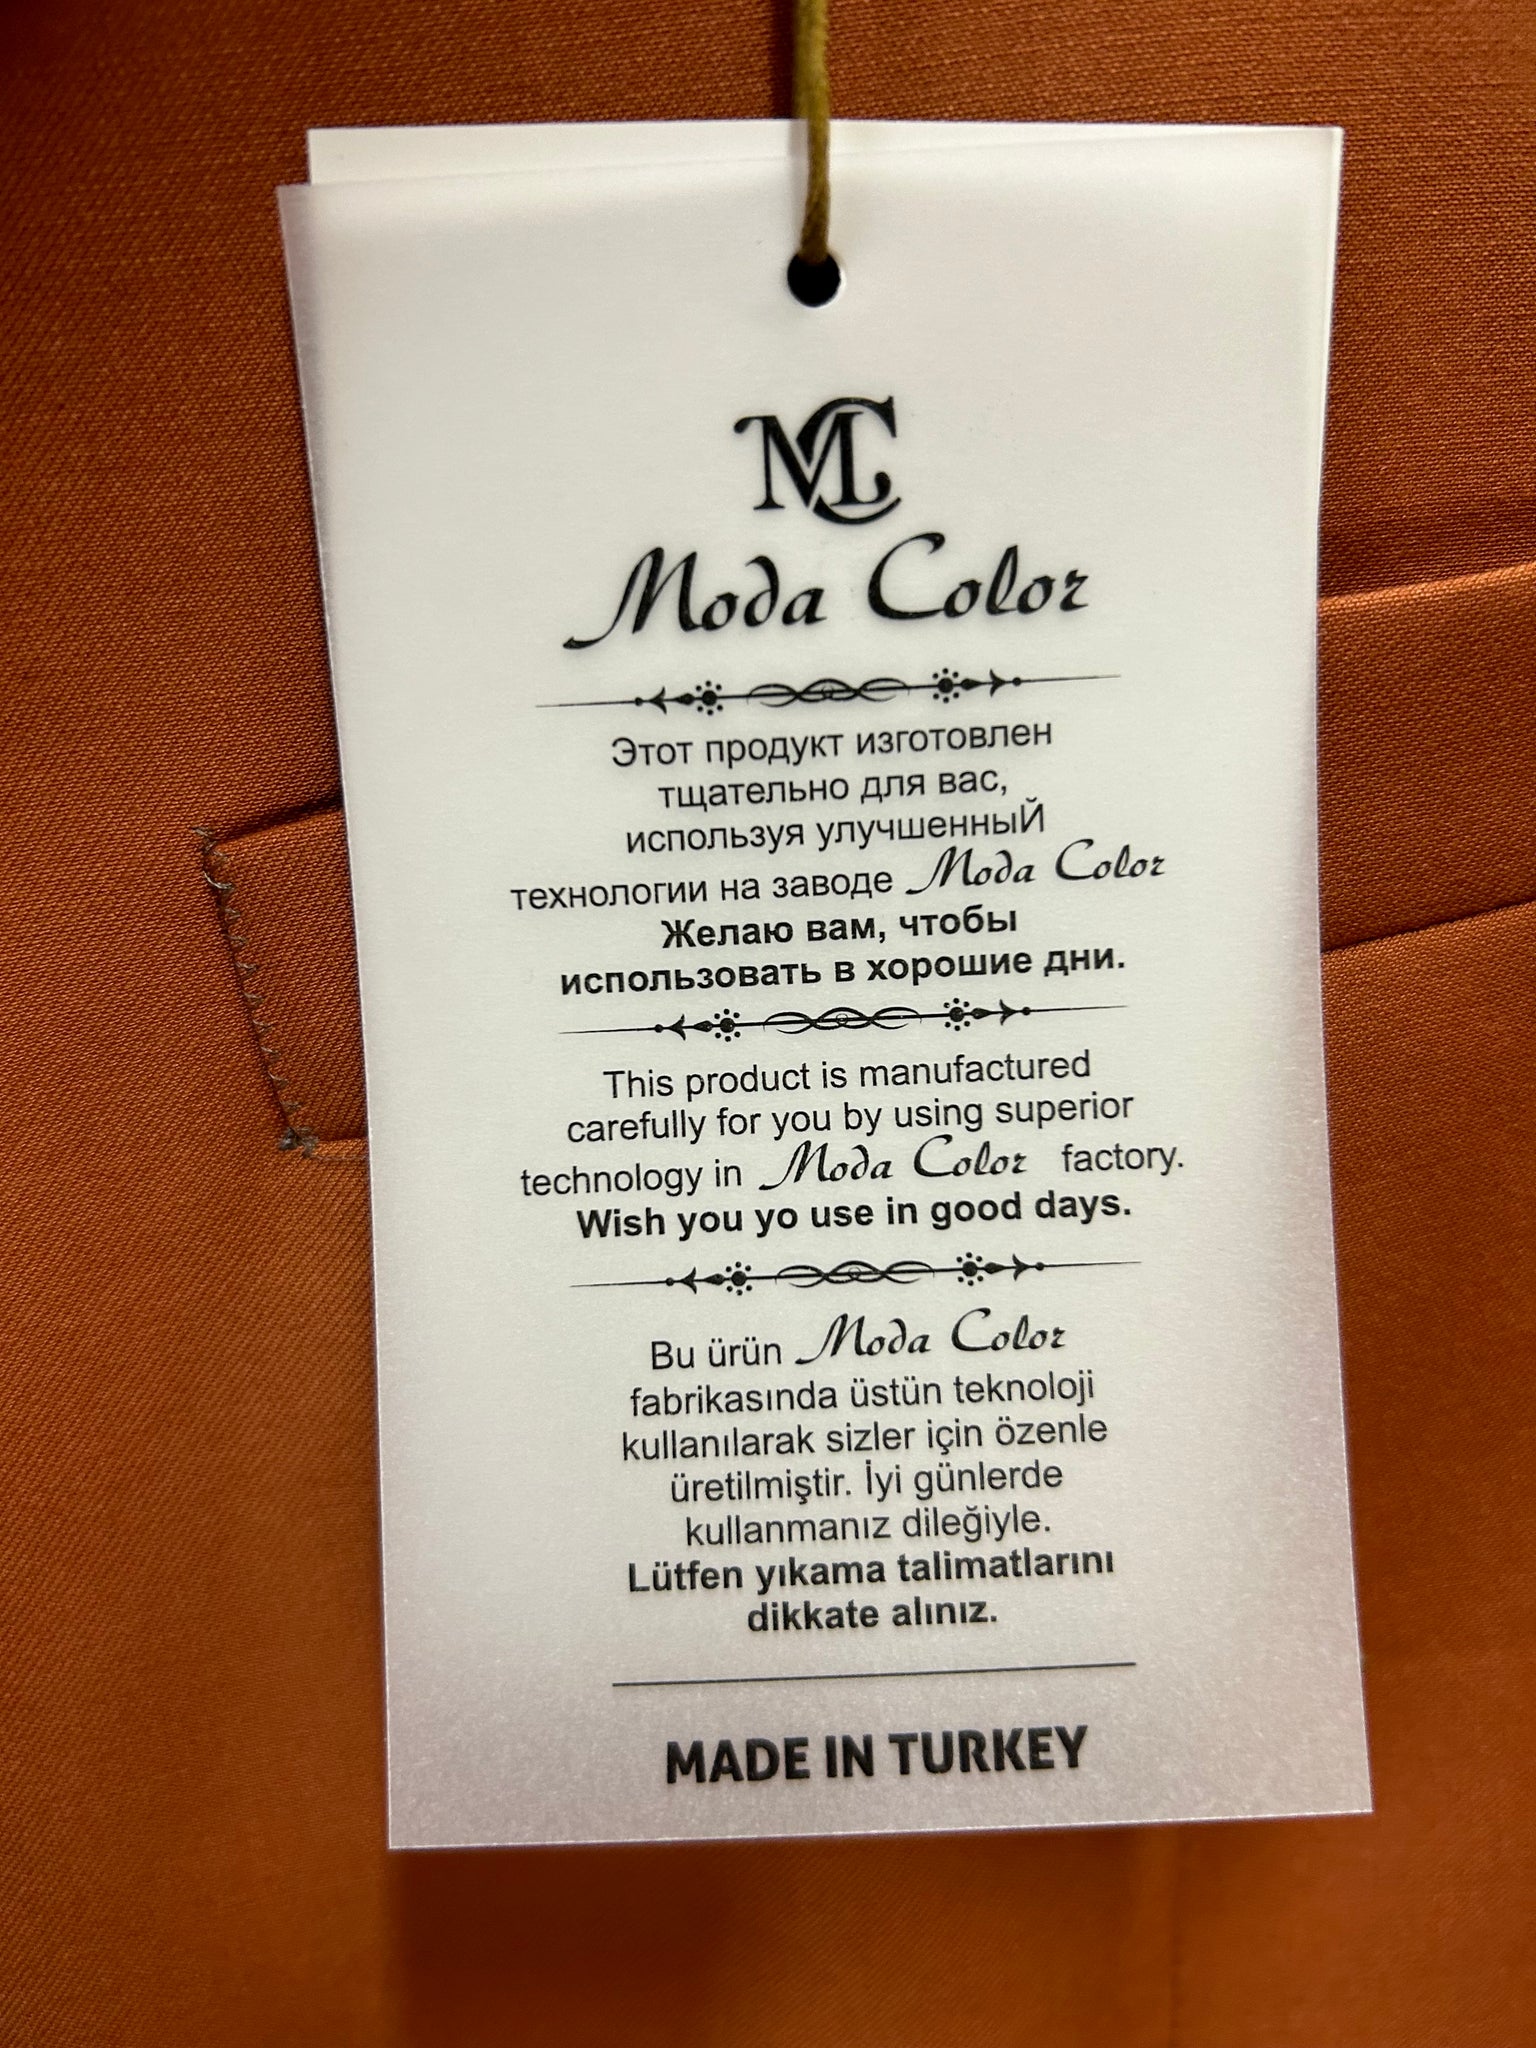 MC
Moda Color
Этот продукт изготовлен
тщательно для вас,
используя улучшенныЙ
технологии на заводе Moda Color
Желаю вам, чтобы
использовать в хорошие дни.
This product is manufactured
carefully for you by using superior
technology in Moda Color factory.
Wish you yo use in good days.
Bu ürün Moda Color
fabrikasında üstün teknoloji
kullanılarak sizler için özenle
üretilmiştir. İyi günlerde
kullanmanız dileğiyle.
Lütfen yıkama talimatlarını
dikkate alınız.
MADE IN TURKEY